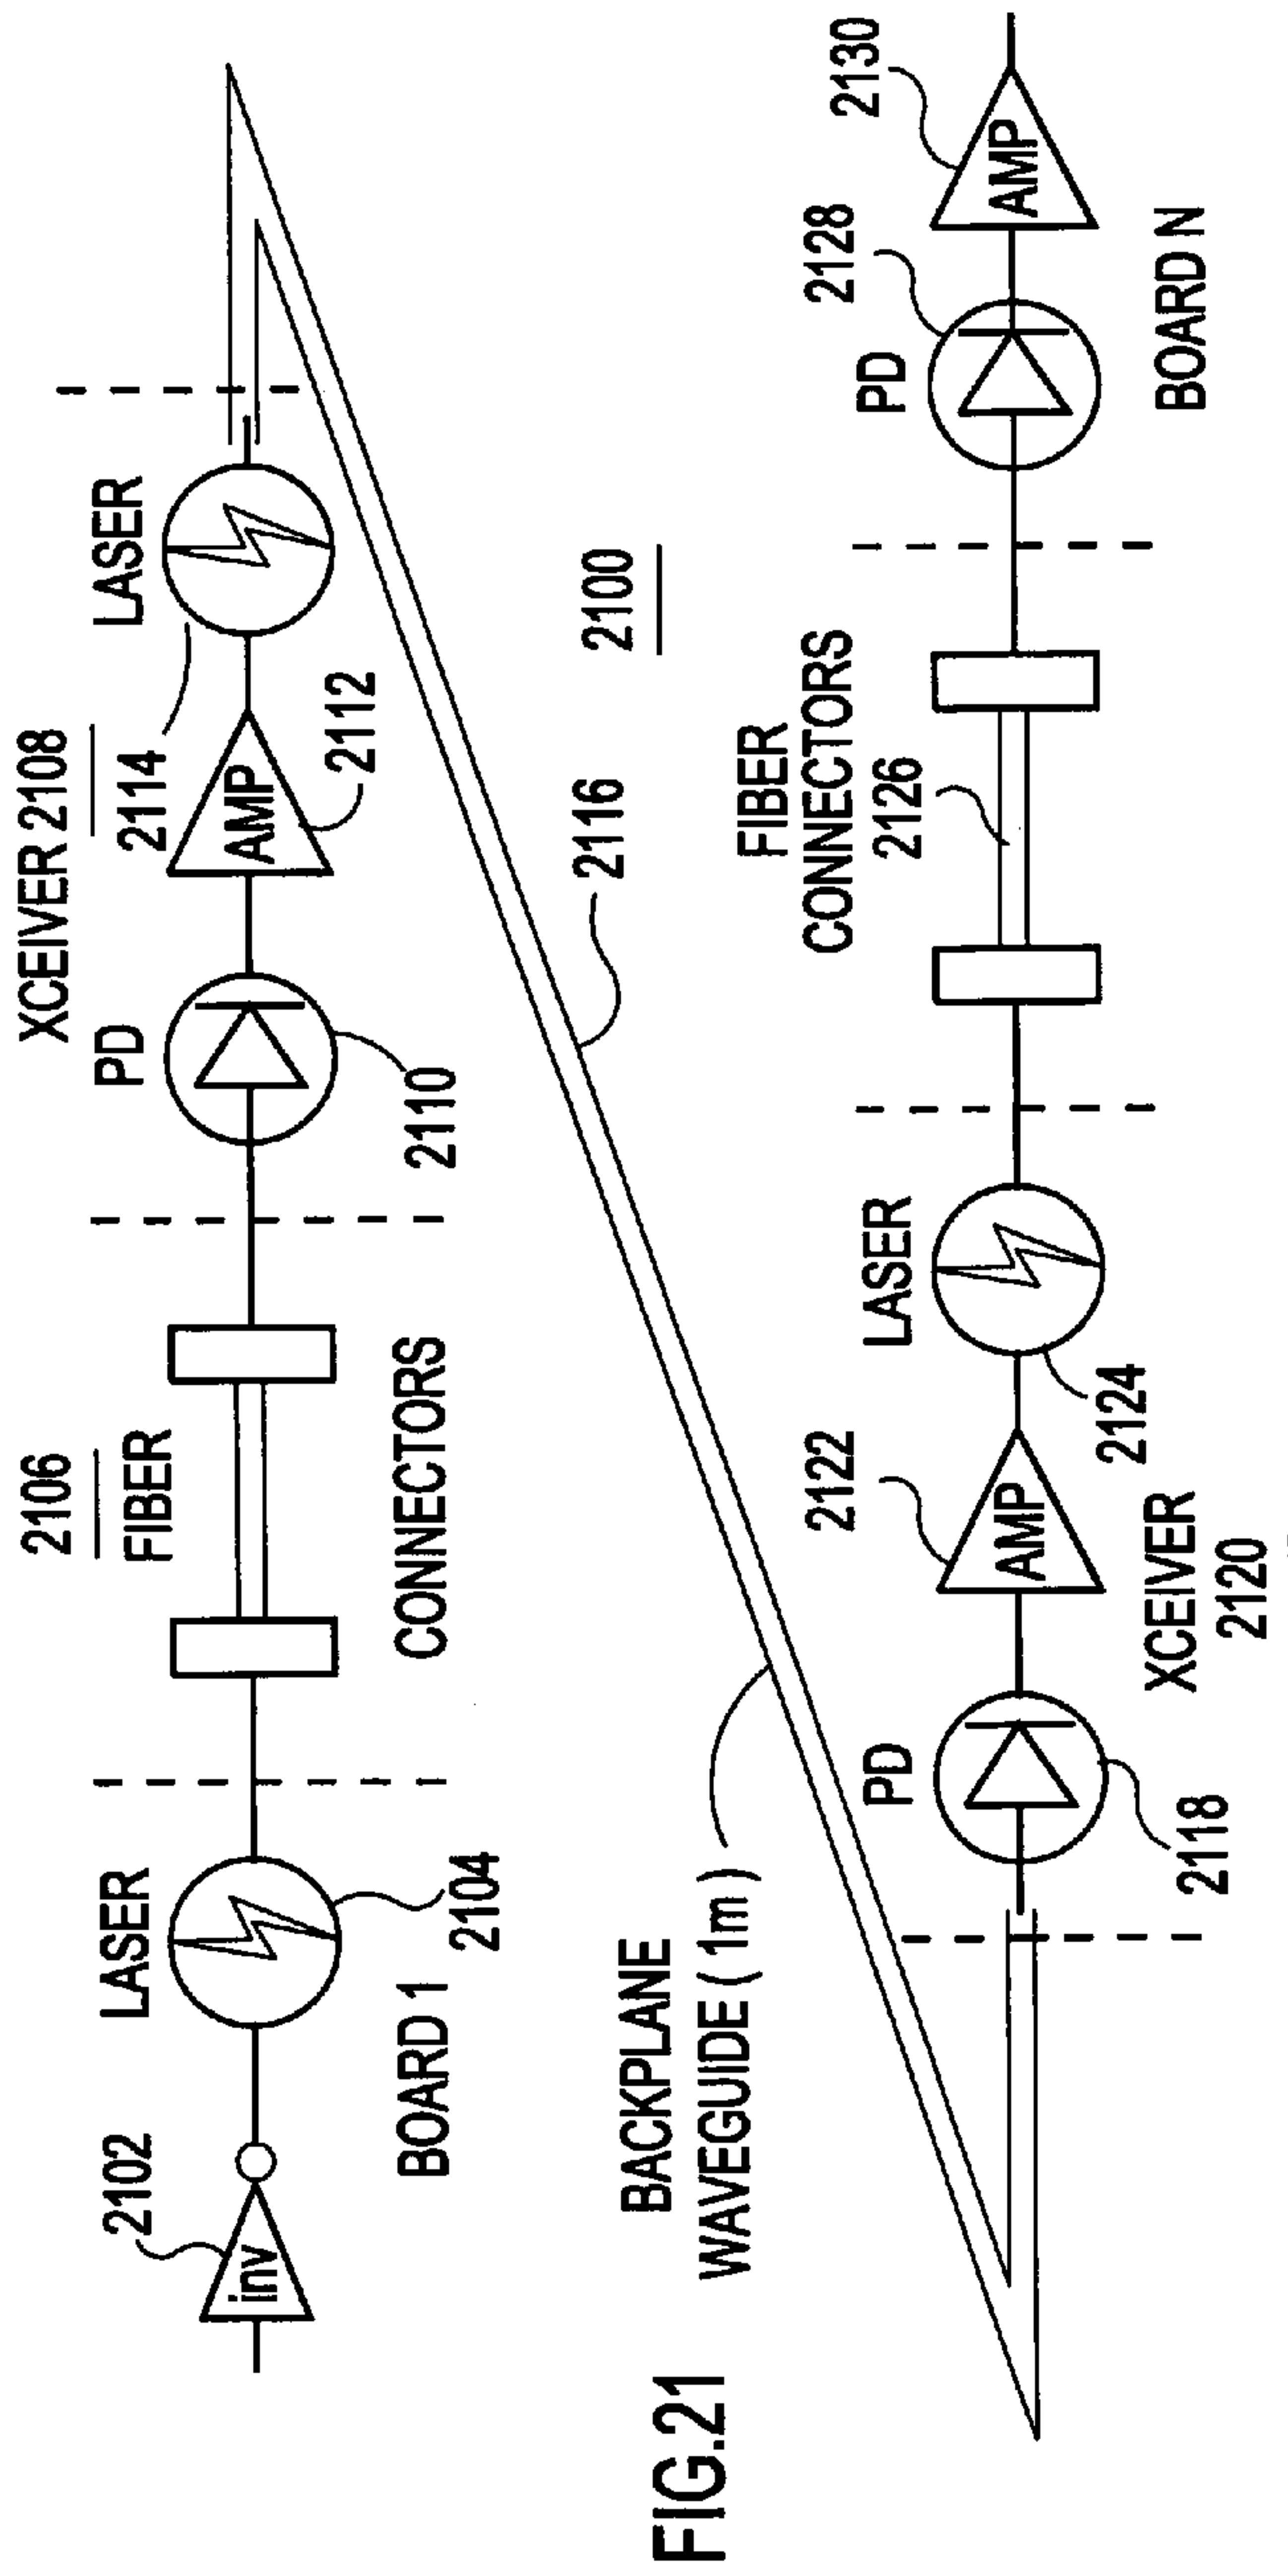 XCEIVER 2108
2106
FIBER
2102
inv
LASER
2104
BOARD 1
CONNECTORS
PD
2110
AMP
2112
2114
LASER
2116
2100
BACKPLANE
WAVEGUIDE ( 1m )
FIG.21
PD
2118
2122
AMP
XCEIVER
2120
LASER
2124
FIBER
CONNECTORS
2126
PD
2128
2130
AMP
BOARD N